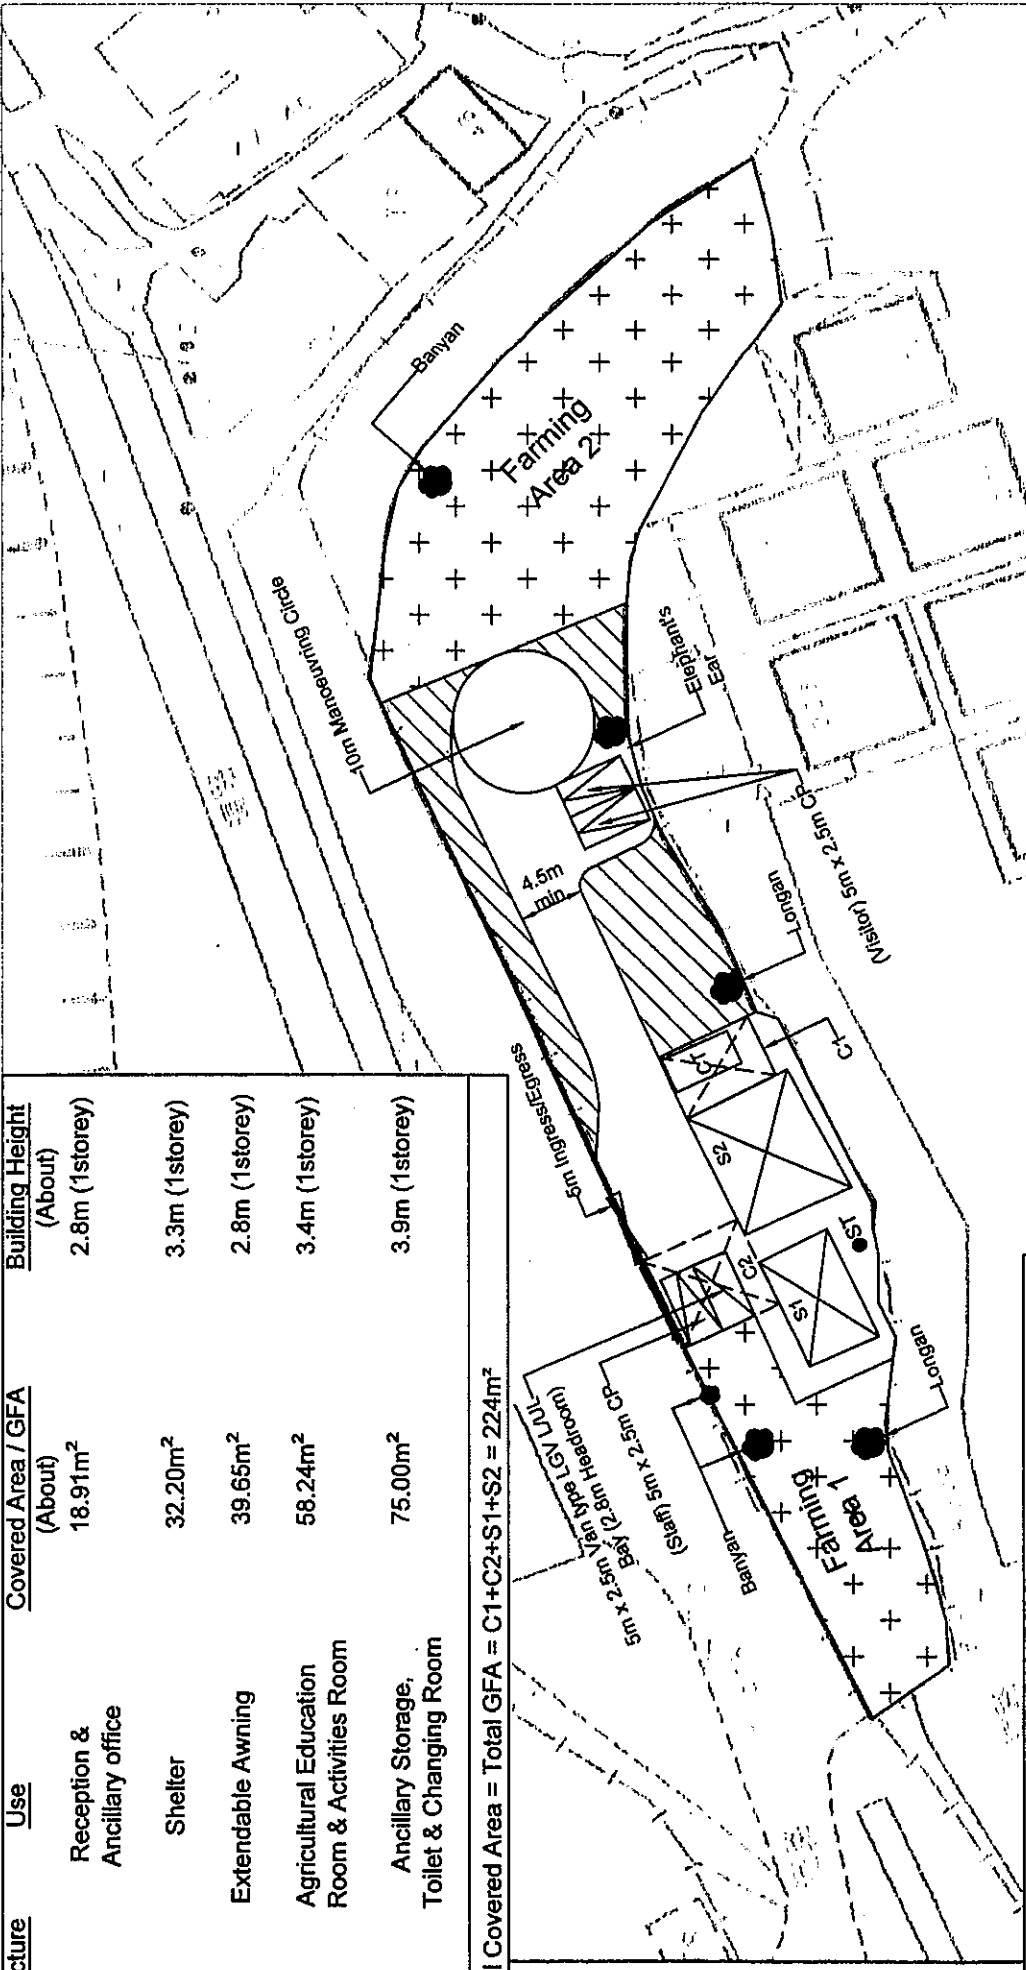 cture Use Covered Area / GFA Building Height
(About) (About)
Reception & 18.91m² 2.8m (1storey)
Ancillary office
Shelter 32.20m² 3.3m (1storey)
Extendable Awning 39.65m² 2.8m (1storey)
Agricultural Education 58.24m² 3.4m (1storey)
Room & Activities Room
Ancillary Storage, 75.00m² 3.9m (1storey)
Toilet & Changing Room
l Covered Area = Total GFA = C1+C2+S1+S2 = 224m²
5m x 2.5m Van type LGV L/UL
Bay (2.8m Headroom)
(Staff) 5m x 2.5m CP
Banyan
5m Ingress/Egress
10m Manoeuvring Circle
Banyan
Farming
Area 1
Farming
Area 2
4.5m
min
C1
S2
C2
S1
ST
Longan
C1
Longan
(Visitor) 5m x 2.5m CP
Elephant's
Ear